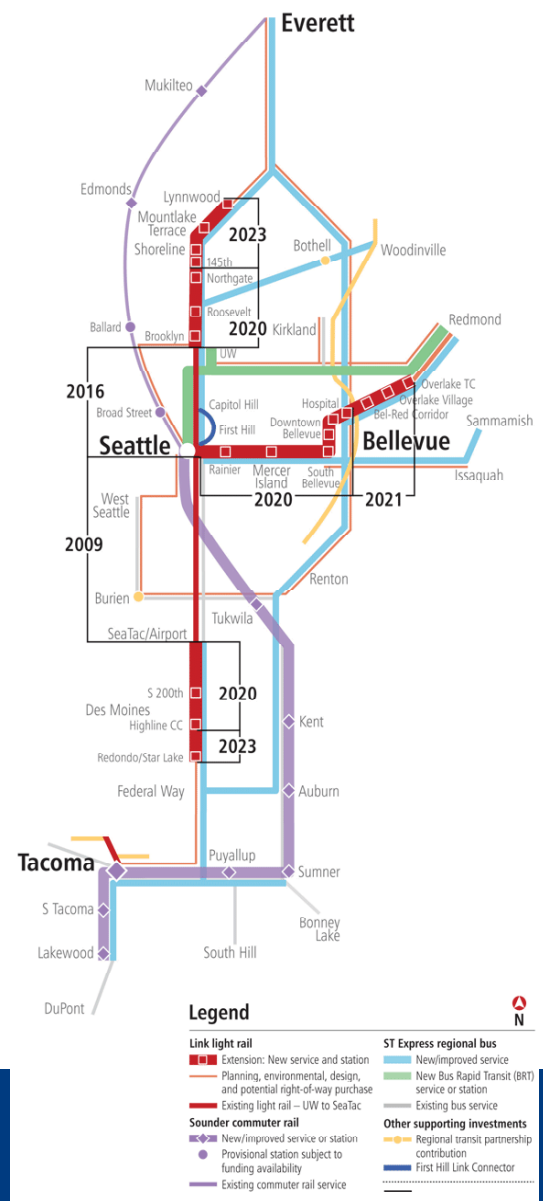 Everett
Mukilteo
Edmonds
Lynnwood
Mountlake
Terrace
2023
Shoreline
145th
Bothell
Woodinville
Northgate
Roosevelt
2020
Ballard
Brooklyn
Kirkland
Redmond
UW
2016
Overlake TC
Overlake Village
Bel-Red Corridor
Hospital
Broad Street
Capitol Hill
First Hill
Downtown
Bellevue
Sammamish
Seattle
Bellevue
Rainier
Mercer
Island
South
Bellevue
Issaquah
2020
2021
West
Seattle
2009
Renton
Burien
Tukwila
SeaTac/Airport
S 200th
2020
Des Moines
Highline CC
Kent
2023
Redondo/Star Lake
Federal Way
Auburn
Tacoma
Puyallup
Sumner
S Tacoma
Bonney
Lake
Lakewood
South Hill
DuPont
Legend
N
Link light rail
Extension: New service and station
Planning, environmental, design,
and potential right-of-way purchase
Existing light rail – UW to SeaTac
Sounder commuter rail
New/improved service or station
Provisional station subject to
funding availability
Existing commuter rail service
ST Express regional bus
New/improved service
New Bus Rapid Transit (BRT)
service or station
Existing bus service
Other supporting investments
Regional transit partnership
contribution
First Hill Link Connector